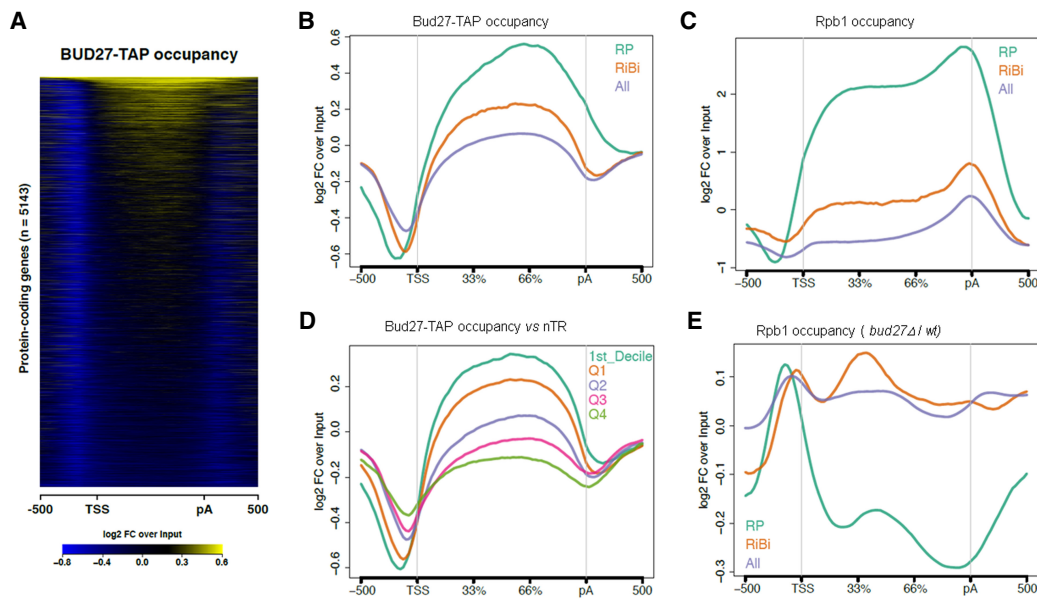 A
BUD27-TAP occupancy
Protein-coding genes (n = 5143)
-500 TSS pA 500
log2 FC over Input
−0.8 −0.4 0.0 0.2 0.6
B
Bud27-TAP occupancy
log2 FC over Input
0.6
0.4
0.2
0.0
−0.2
−0.4
−0.6
RP
RiBi
All
−500 TSS 33% 66% pA 500
C
Rpb1 occupancy
log2 FC over Input
2
1
0
−1
RP
RiBi
All
−500 TSS 33% 66% pA 500
D
Bud27-TAP occupancy vs nTR
log2 FC over Input
0.2
0.0
−0.2
−0.4
−0.6
1st_Decile
Q1
Q2
Q3
Q4
−500 TSS 33% 66% pA 500
E
Rpb1 occupancy ( bud27Δ/ wt)
log2 FC over Input
0.1
0.0
−0.1
−0.2
−0.3
RP
RiBi
All
−500 TSS 33% 66% pA 500